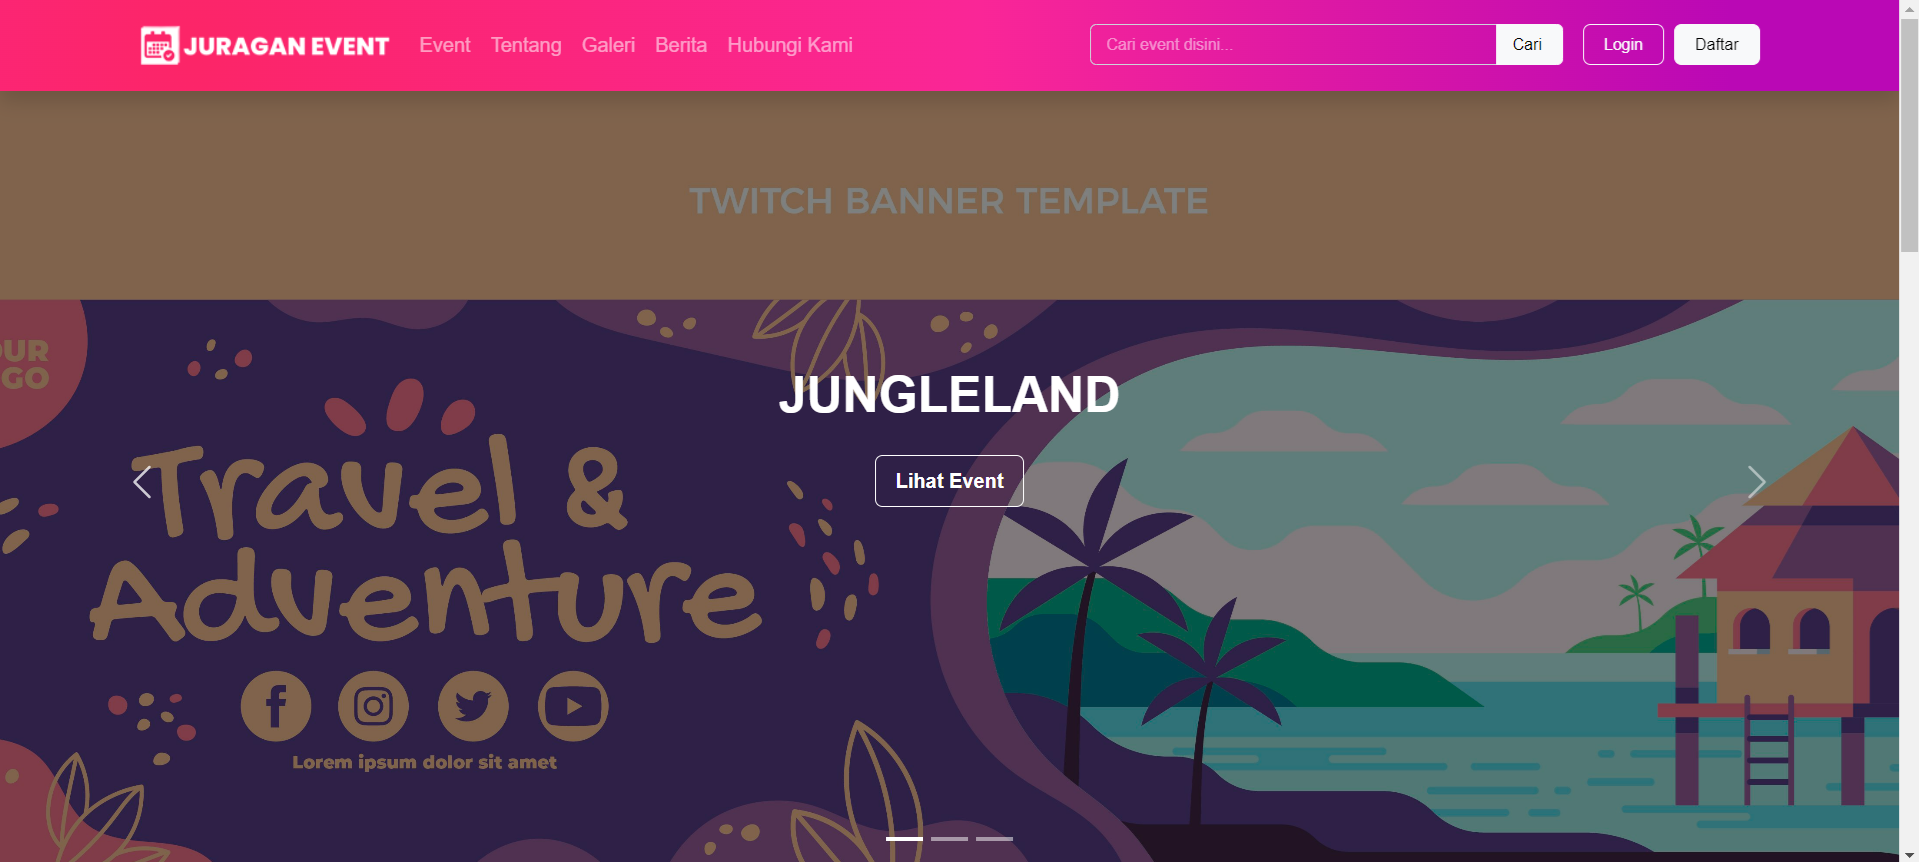 JURAGAN EVENT Event Tentang Galeri Berita Hubungi Kami Cari event disini... Cari Login Daftar
TWITCH BANNER TEMPLATE
OUR
GO
JUNGLELAND
Travel &
Lihat Event
Adventure
Lorem ipsum dolor sit amet